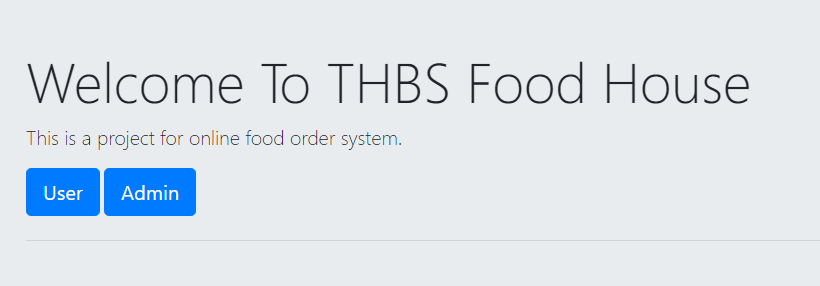 Welcome To THBS Food House
This is a project for online food order system.
User Admin